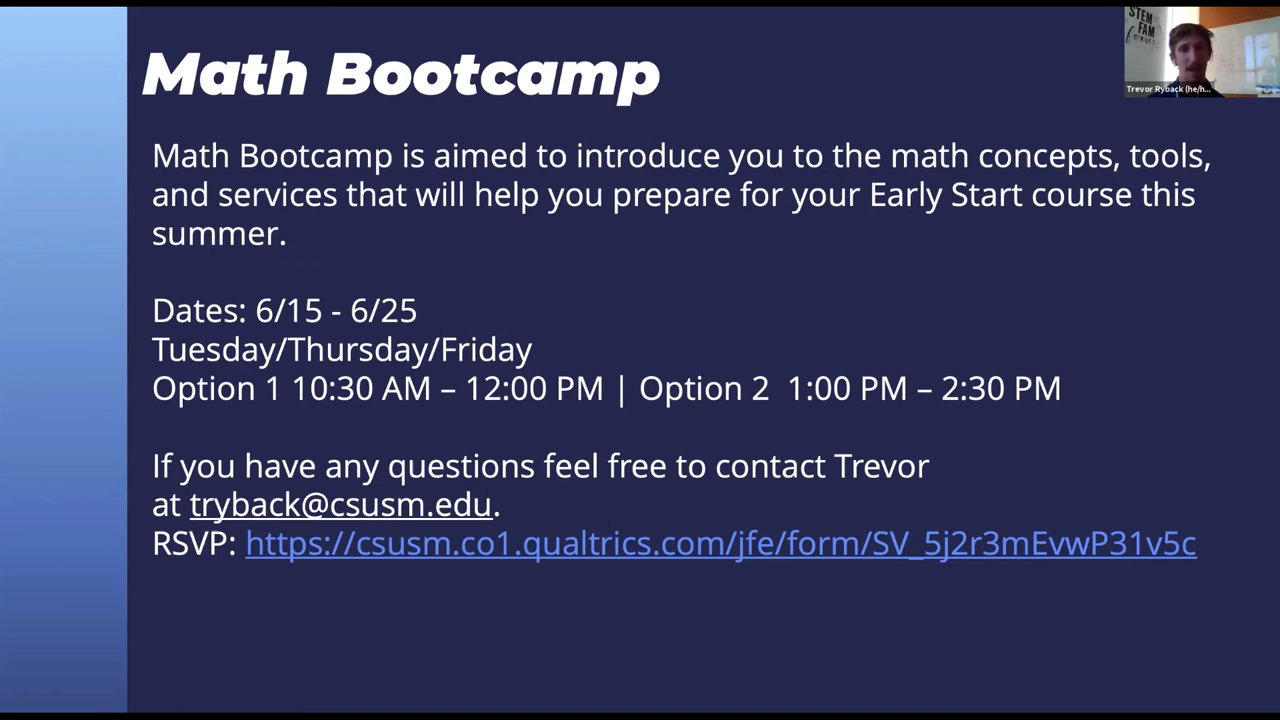 Math Bootcamp
STEM
FAM
forever
Trevor Ryback (he/h...
Math Bootcamp is aimed to introduce you to the math concepts, tools,
and services that will help you prepare for your Early Start course this
summer.
Dates: 6/15 - 6/25
Tuesday/Thursday/Friday
Option 1 10:30 AM – 12:00 PM | Option 2  1:00 PM – 2:30 PM
If you have any questions feel free to contact Trevor
at tryback@csusm.edu.
RSVP: https://csusm.co1.qualtrics.com/jfe/form/SV_5j2r3mEvwP31v5c